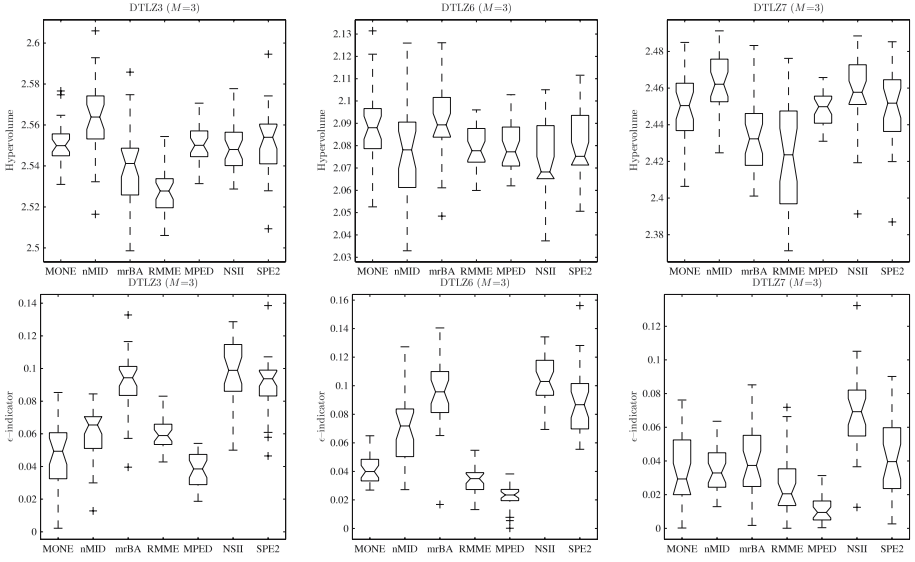 DTLZ3 (M=3)
Hypervolume
2.6
2.58
2.56
2.54
2.52
2.5
MONE nMID mrBA RMME MPED NSII SPE2
DTLZ6 (M=3)
Hypervolume
2.13
2.12
2.11
2.1
2.09
2.08
2.07
2.06
2.05
2.04
2.03
MONE nMID mrBA RMME MPED NSII SPE2
DTLZ7 (M=3)
Hypervolume
2.48
2.46
2.44
2.42
2.4
2.38
MONE nMID mrBA RMME MPED NSII SPE2
DTLZ3 (M=3)
ϵ–indicator
0.14
0.12
0.1
0.08
0.06
0.04
0.02
0
MONE nMID mrBA RMME MPED NSII SPE2
DTLZ6 (M=3)
ϵ–indicator
0.16
0.14
0.12
0.1
0.08
0.06
0.04
0.02
0
MONE nMID mrBA RMME MPED NSII SPE2
DTLZ7 (M=3)
ϵ–indicator
0.12
0.1
0.08
0.06
0.04
0.02
0
MONE nMID mrBA RMME MPED NSII SPE2